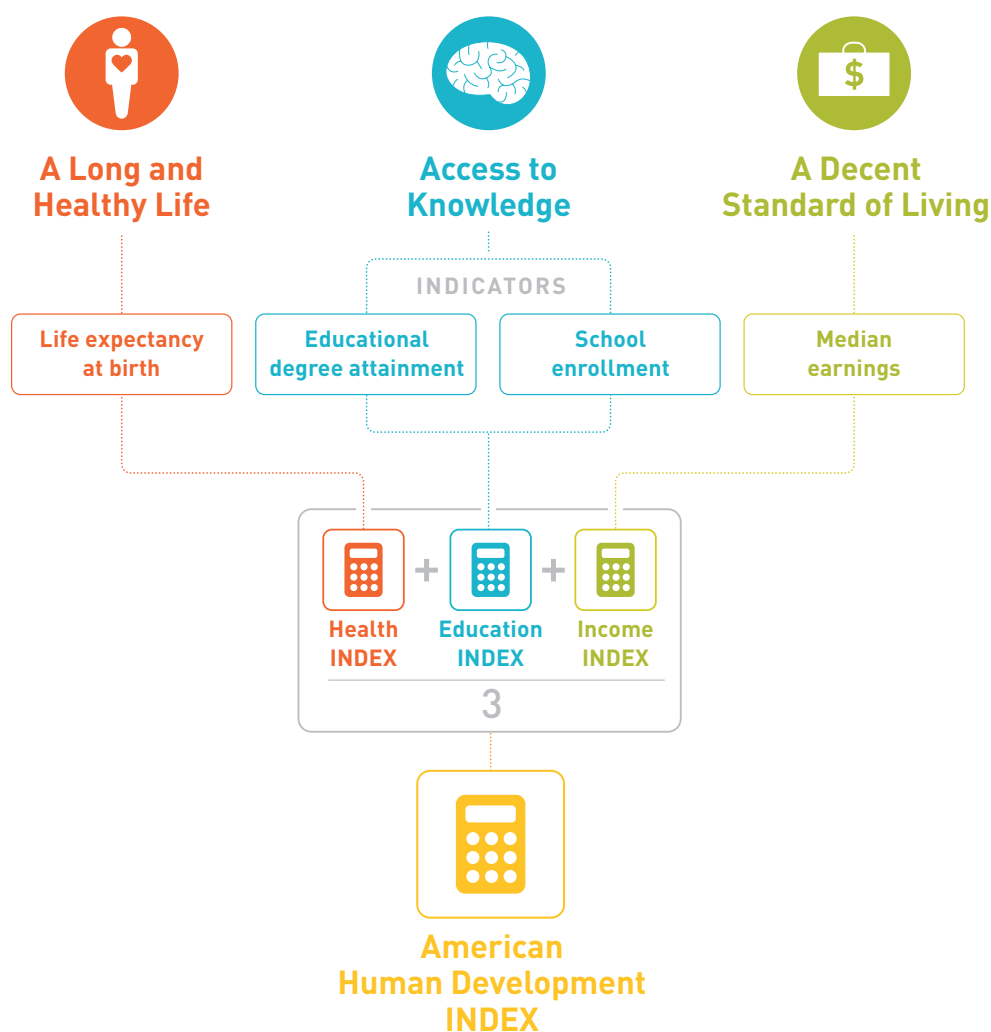 $
A Long and
Healthy Life
Access to
Knowledge
A Decent
Standard of Living
INDICATORS
Life expectancy
at birth
Educational
degree attainment
School
enrollment
Median
earnings
+
+
Health
INDEX
Education
INDEX
Income
INDEX
3
American
Human Development
INDEX